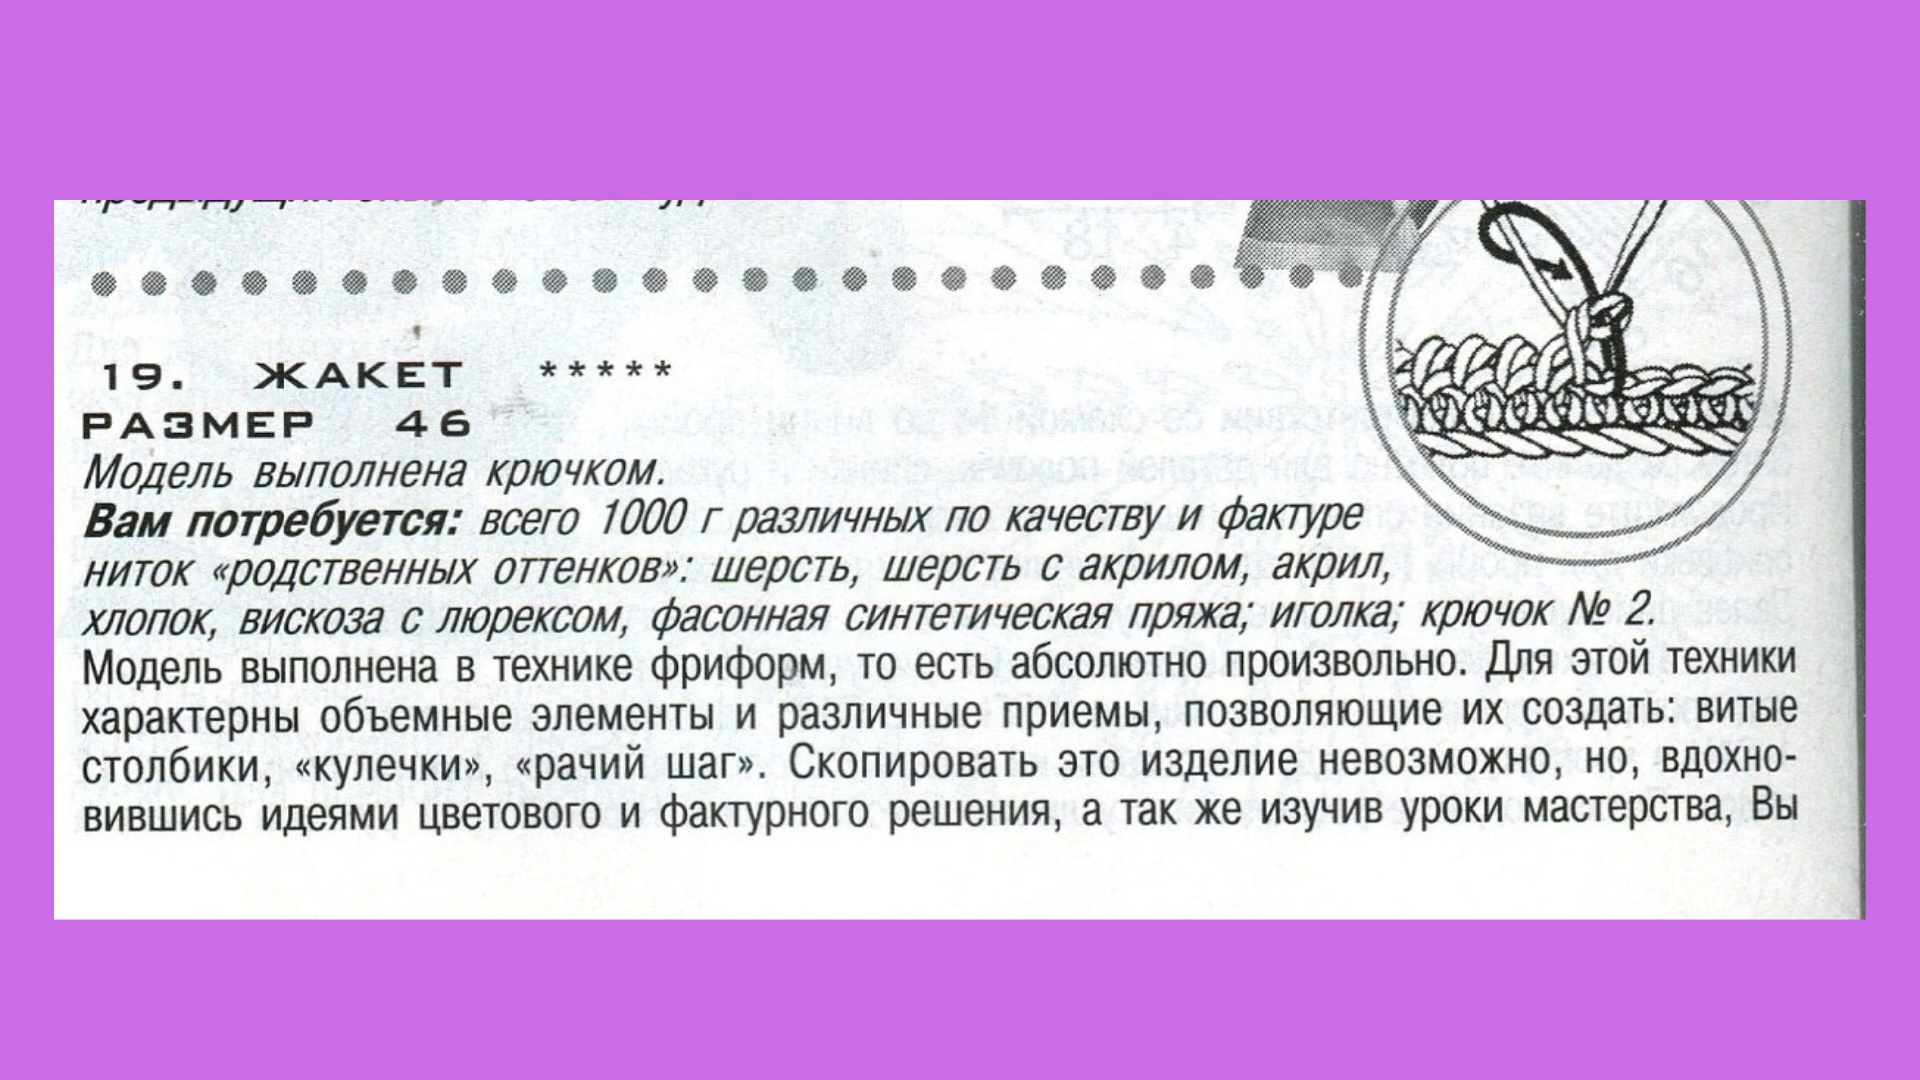 19. ЖАКЕТ *****
РАЗМЕР 46
Модель выполнена крючком.
Вам потребуется: всего 1000 г различных по качеству и фактуре
ниток «родственных оттенков»: шерсть, шерсть с акрилом, акрил,
хлопок, вискоза с люрексом, фасонная синтетическая пряжа; иголка; крючок № 2.
Модель выполнена в технике фриформ, то есть абсолютно произвольно. Для этой техники
характерны объемные элементы и различные приемы, позволяющие их создать: витые
столбики, «кулечки», «рачий шаг». Скопировать это изделие невозможно, но, вдохно-
вившись идеями цветового и фактурного решения, а так же изучив уроки мастерства, Вы